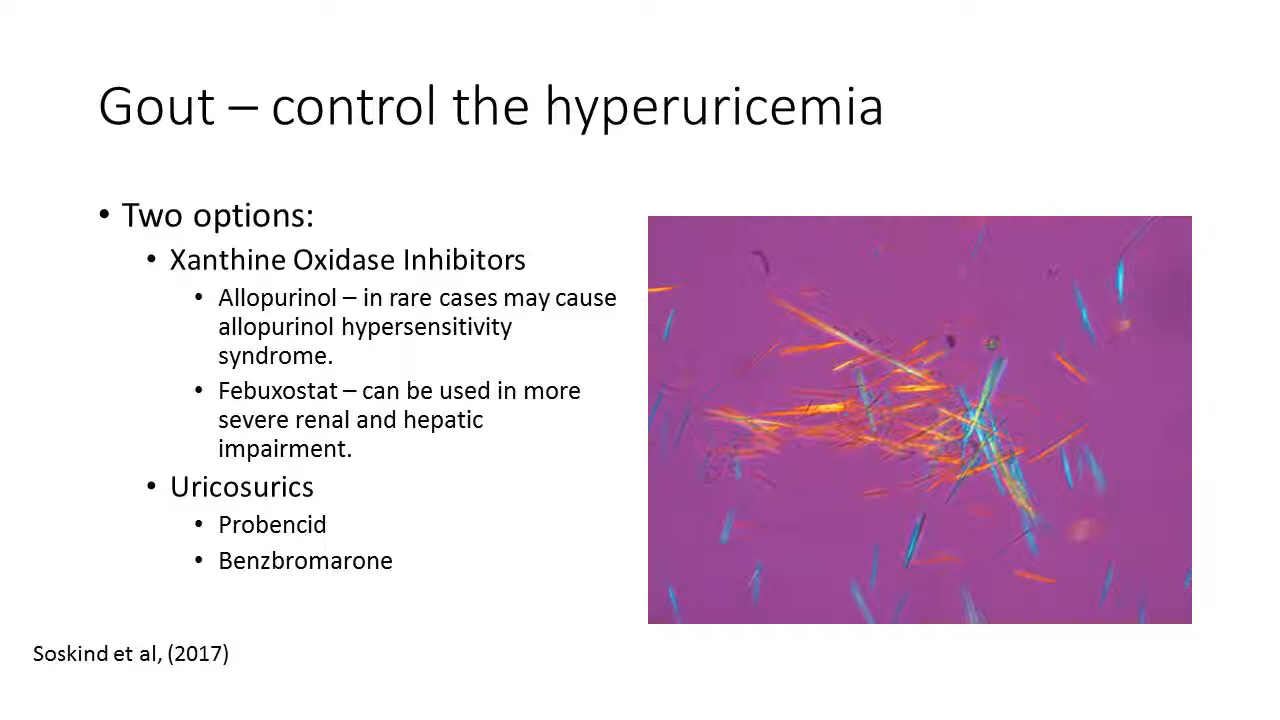 Gout – control the hyperuricemia
• Two options:
• Xanthine Oxidase Inhibitors
• Allopurinol – in rare cases may cause
allopurinol hypersensitivity
syndrome.
• Febuxostat – can be used in more
severe renal and hepatic
impairment.
• Uricosurics
• Probencid
• Benzbromarone
Soskind et al, (2017)